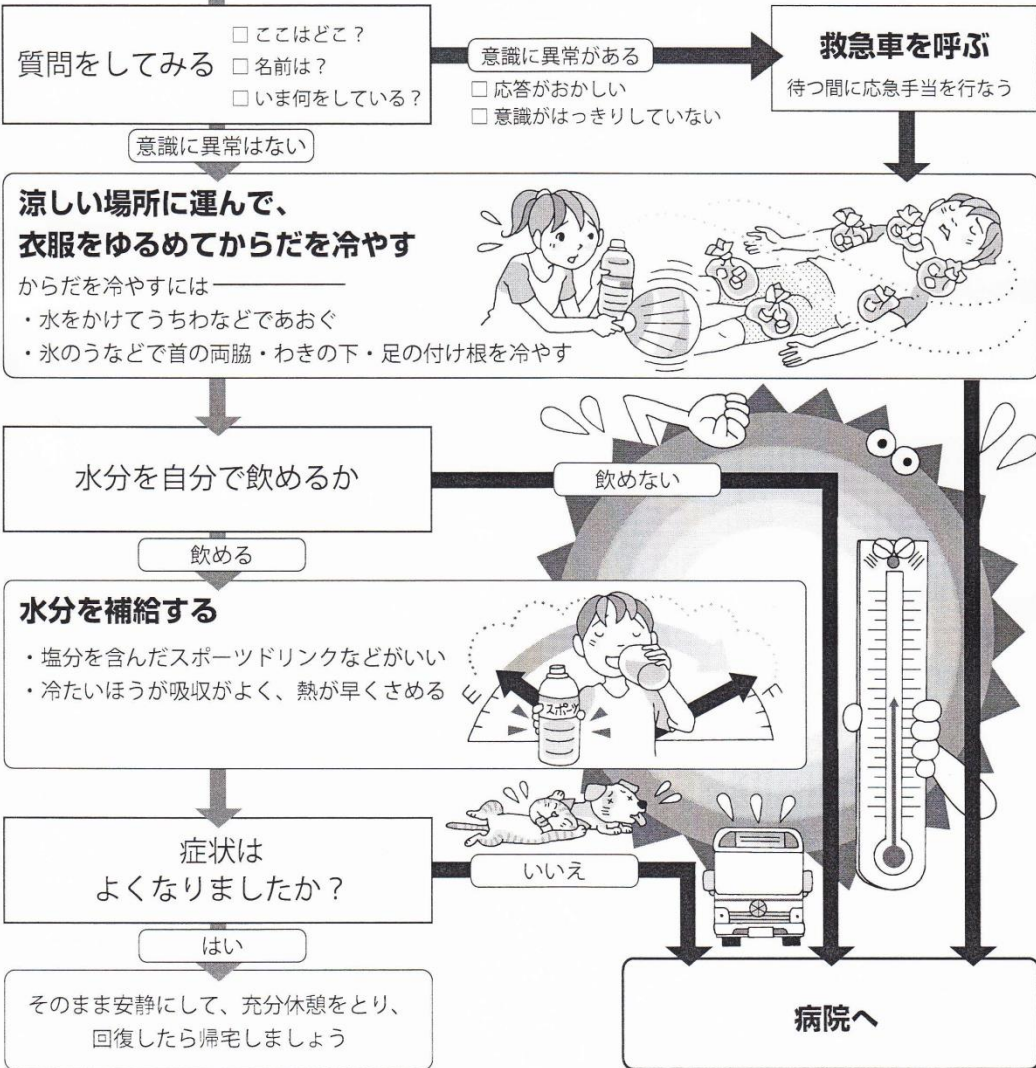 質問をしてみる
□ ここはどこ？
□ 名前は？
□ いま何をしている？
意識に異常がある
□ 応答がおかしい
□ 意識がはっきりしていない
救急車を呼ぶ
待つ間に応急手当を行なう
意識に異常はない
涼しい場所に運んで、
衣服をゆるめてからだを冷やす
からだを冷やすには
・水をかけてうちわなどであおぐ
・氷のうなどで首の両脇・わきの下・足の付け根を冷やす
水分を自分で飲めるか
飲めない
飲める
水分を補給する
・塩分を含んだスポーツドリンクなどがいい
・冷たいほうが吸収がよく、熱が早くさめる
E
スポーツ
F
症状は
よくなりましたか？
いいえ
はい
そのまま安静にして、充分休憩をとり、
回復したら帰宅しましょう
病院へ